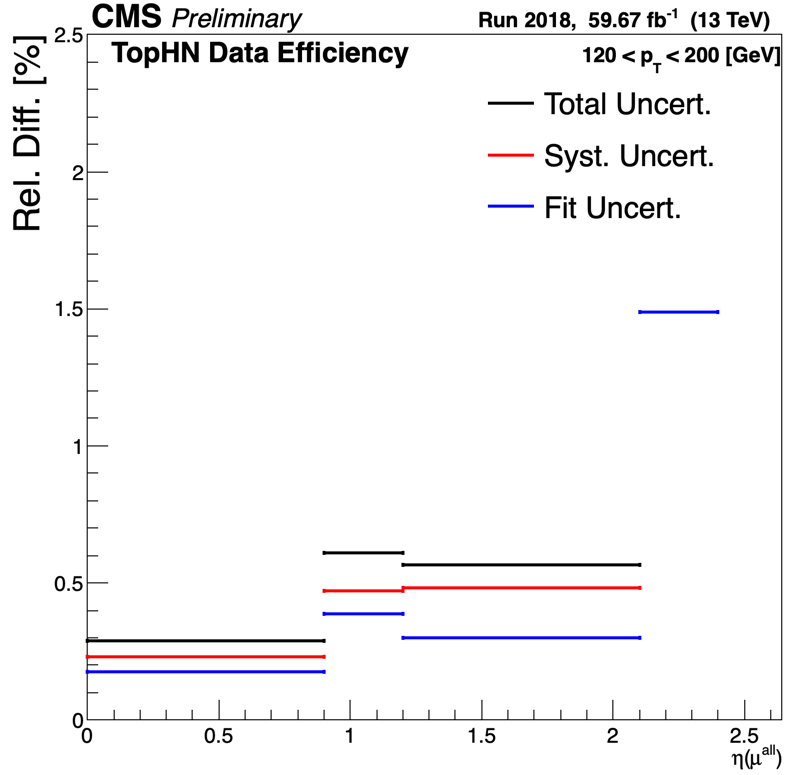 CMS Preliminary
Run 2018, 59.67 fb⁻¹ (13 TeV)
TopHN Data Efficiency
120 < p_T < 200 [GeV]
Total Uncert.
Syst. Uncert.
Fit Uncert.
Rel. Diff. [%]
2.5
2
1.5
1
0.5
0
0 0.5 1 1.5 2 2.5
η(μ^all)